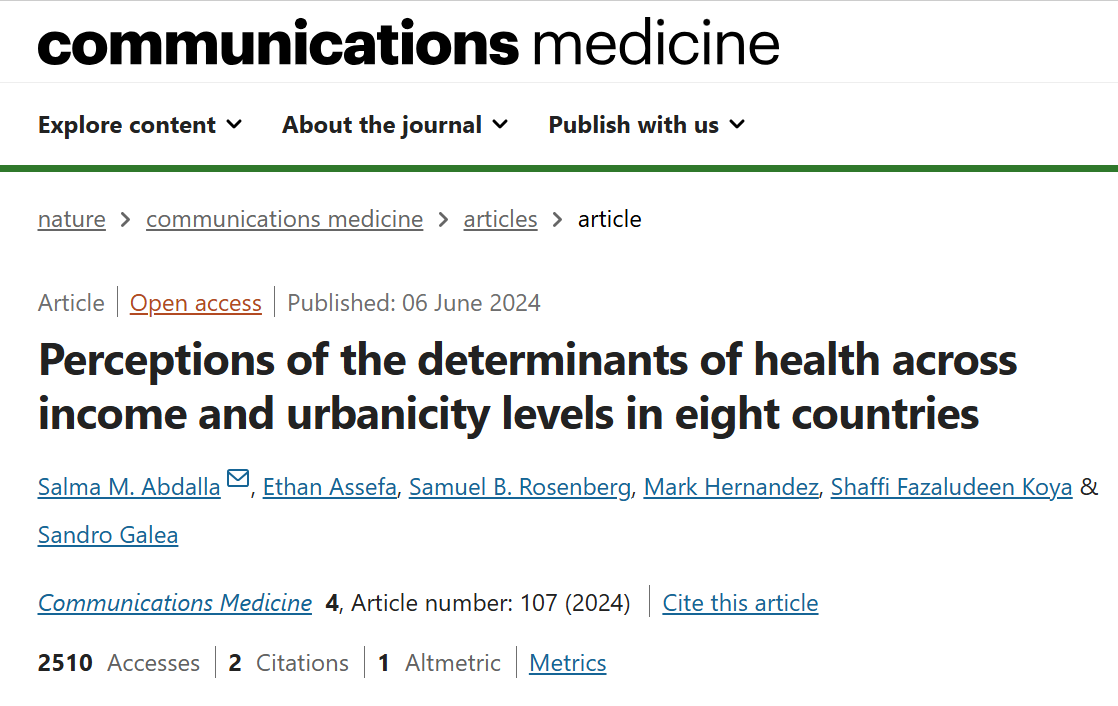 communications medicine
Explore content About the journal Publish with us
nature > communications medicine > articles > article
Article | Open access | Published: 06 June 2024
Perceptions of the determinants of health across
income and urbanicity levels in eight countries
Salma M. Abdalla, Ethan Assefa, Samuel B. Rosenberg, Mark Hernandez, Shaffi Fazaludeen Koya &
Sandro Galea
Communications Medicine 4, Article number: 107 (2024) | Cite this article
2510 Accesses | 2 Citations | 1 Altmetric | Metrics